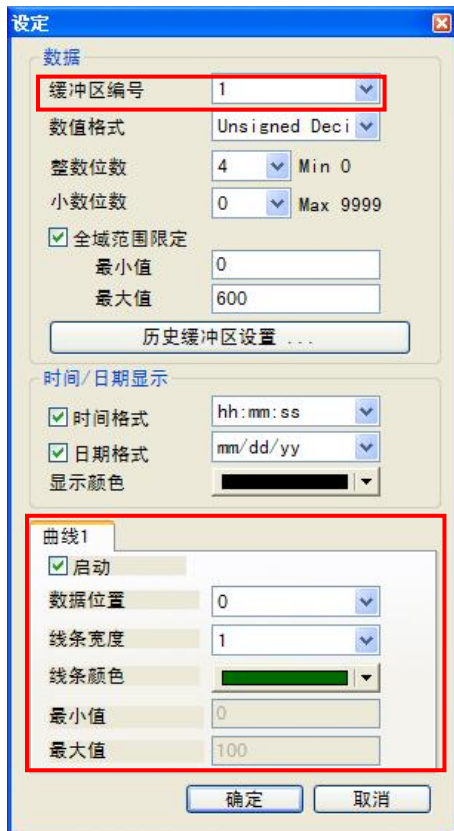 设定
数据
缓冲区编号 1
数值格式 Unsigned Deci
整数位数 4 Min 0
小数位数 0 Max 9999
全域范围限定
最小值 0
最大值 600
历史缓冲区设置 ...
时间/日期显示
时间格式 hh:mm:ss
日期格式 mm/dd/yy
显示颜色
曲线1
启动
数据位置 0
线条宽度 1
线条颜色
最小值 0
最大值 100
确定 取消